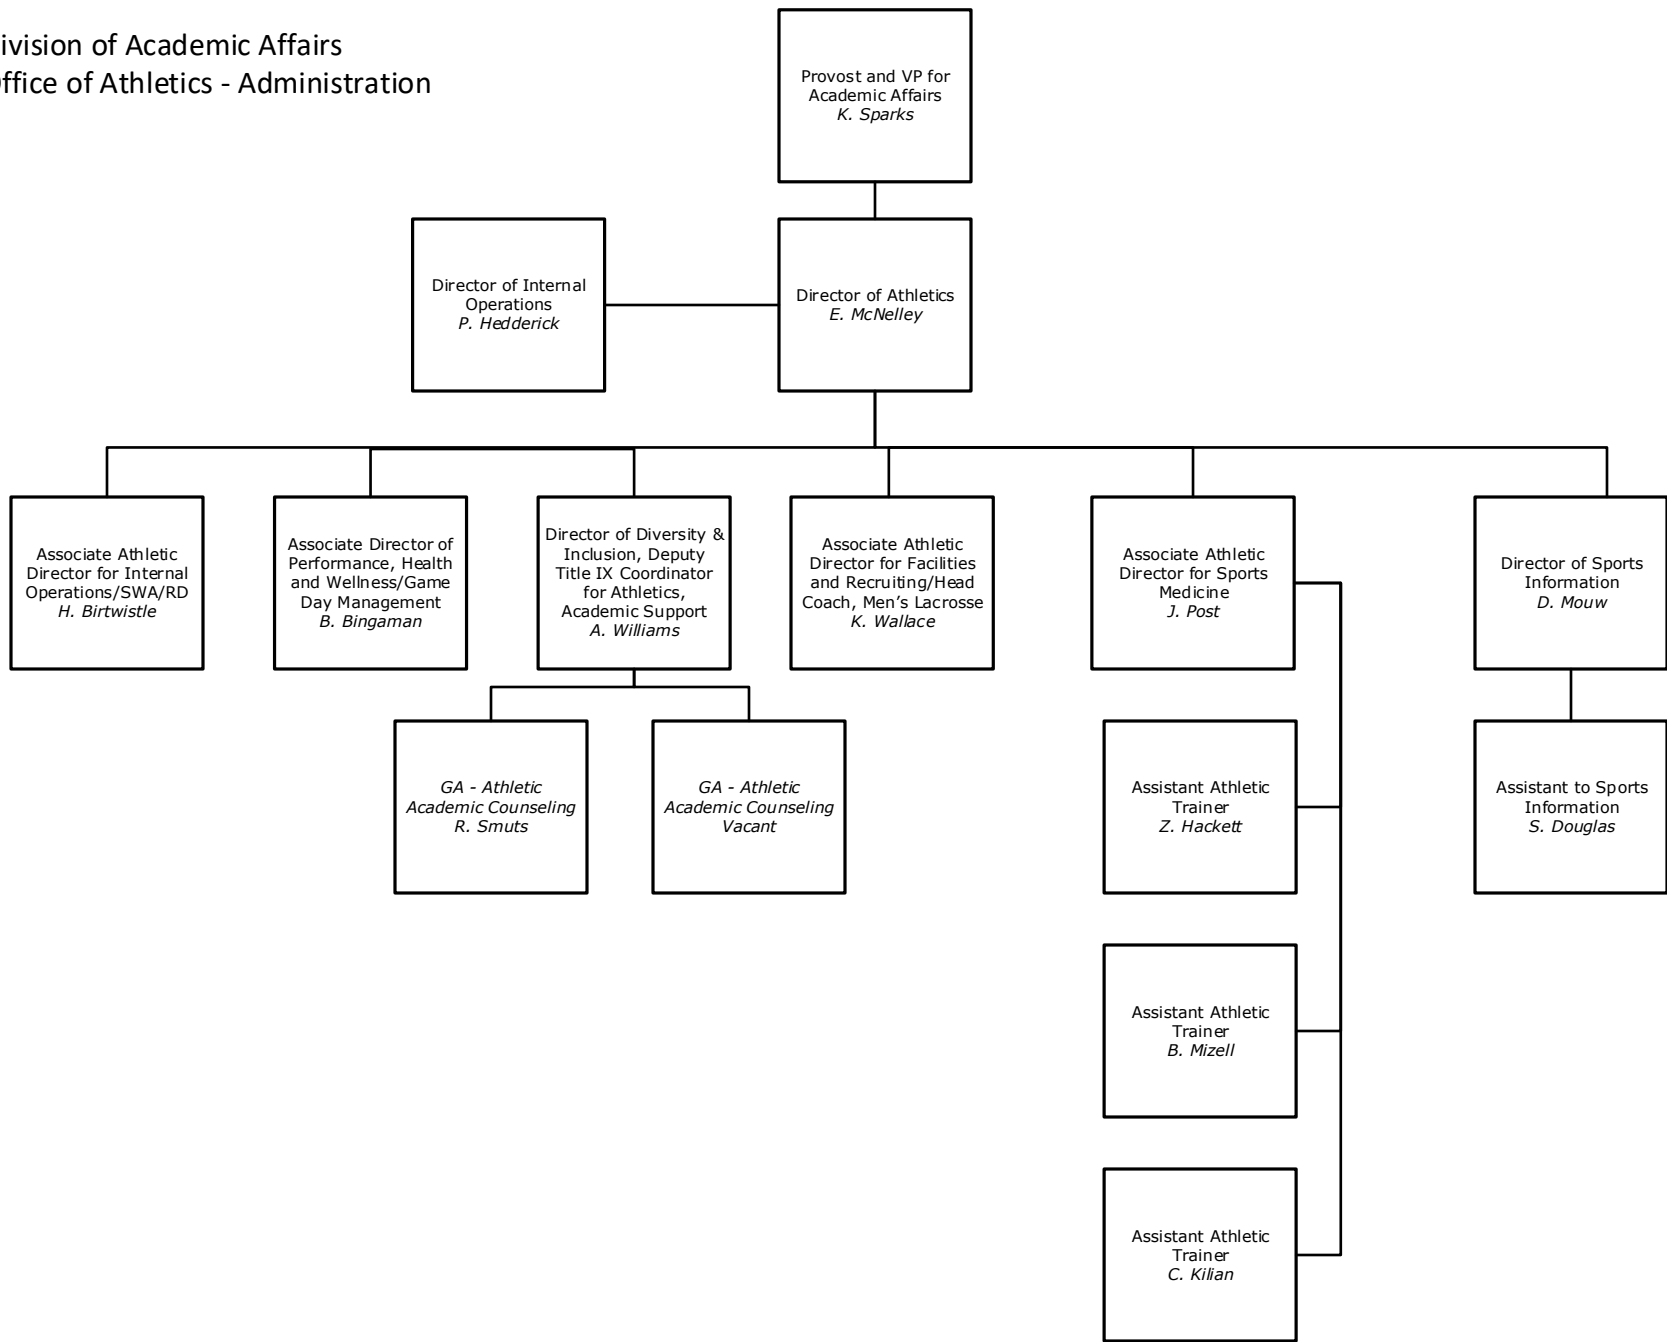 ivision of Academic Affairs
ffice of Athletics - Administration
Provost and VP for
Academic Affairs
K. Sparks
Director of Internal
Operations
P. Hedderick
Director of Athletics
E. McNelley
Associate Athletic
Director for Internal
Operations/SWA/RD
H. Birtwistle
Associate Director of
Performance, Health
and Wellness/Game
Day Management
B. Bingaman
Director of Diversity &
Inclusion, Deputy
Title IX Coordinator
for Athletics,
Academic Support
A. Williams
Associate Athletic
Director for Facilities
and Recruiting/Head
Coach, Men’s Lacrosse
K. Wallace
Associate Athletic
Director for Sports
Medicine
J. Post
Director of Sports
Information
D. Mouw
GA - Athletic
Academic Counseling
R. Smuts
GA - Athletic
Academic Counseling
Vacant
Assistant Athletic
Trainer
Z. Hackett
Assistant to Sports
Information
S. Douglas
Assistant Athletic
Trainer
B. Mizell
Assistant Athletic
Trainer
C. Kilian